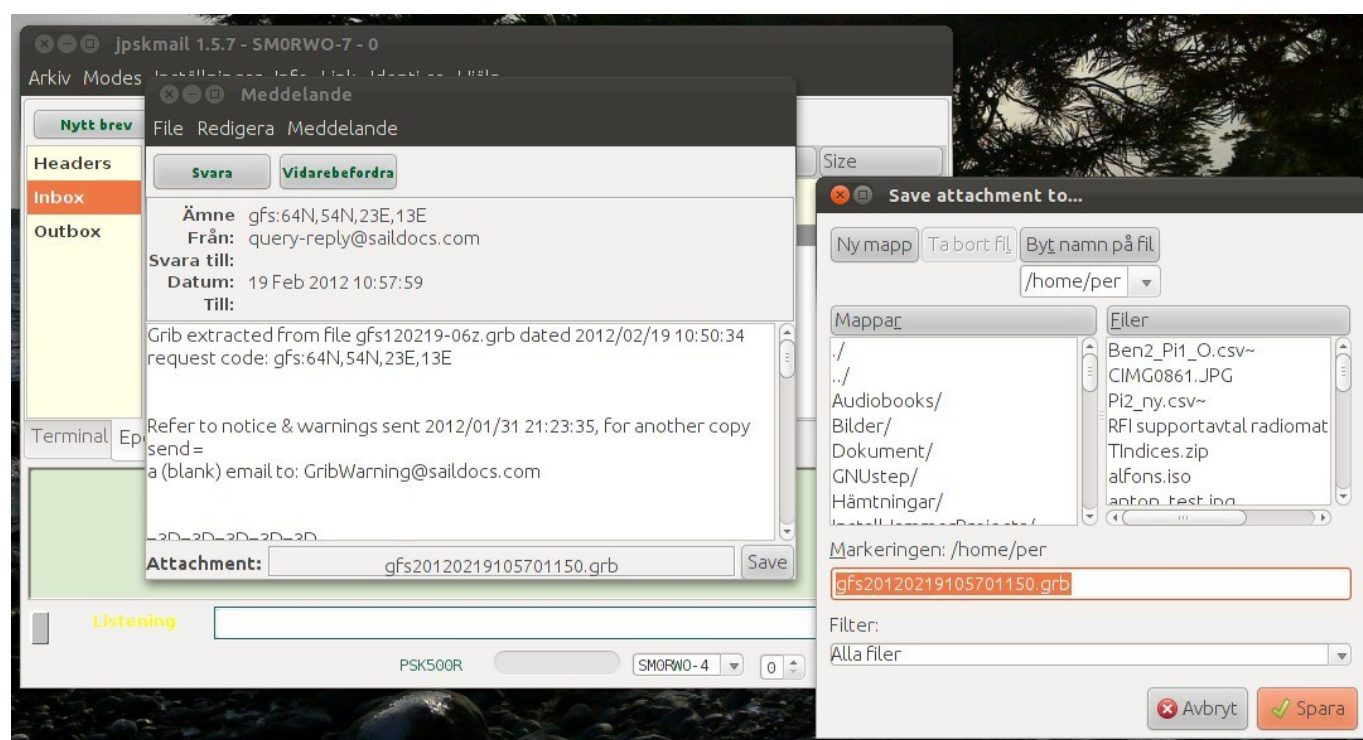 jpskmail 1.5.7 - SM0RWO-7 - 0
Arkiv Modes
Nytt brev
Headers
Inbox
Outbox
Size
Terminal
Listening
PSK500R
SM0RWO-4
0
Meddelande
File Redigera Meddelande
Svara
Vidarebefordra
Ämne gfs:64N,54N,23E,13E
Från: query-reply@saildocs.com
Svara till:
Datum: 19 Feb 2012 10:57:59
Till:
Grib extracted from file gfs120219-06z.grb dated 2012/02/19 10:50:34
request code: gfs:64N,54N,23E,13E
Refer to notice & warnings sent 2012/01/31 21:23:35, for another copy
send=
a (blank) email to: GribWarning@saildocs.com
Attachment: gfs20120219105701150.grb Save
Save attachment to...
Ny mapp Ta bort fil Byt namn på fil
/home/per
Mappar
./
../
Audiobooks/
Bilder/
Dokument/
GNUstep/
Hämtningar/
Filer
Ben2_Pi1_O.csv~
CIMG0861.JPG
Pi2_ny.csv~
RFI supportavtal radiomat
TIndices.zip
alfons.iso
anton_test.jpg
Markeringen: /home/per
gfs20120219105701150.grb
Filter:
Alla filer
Avbryt
Spara